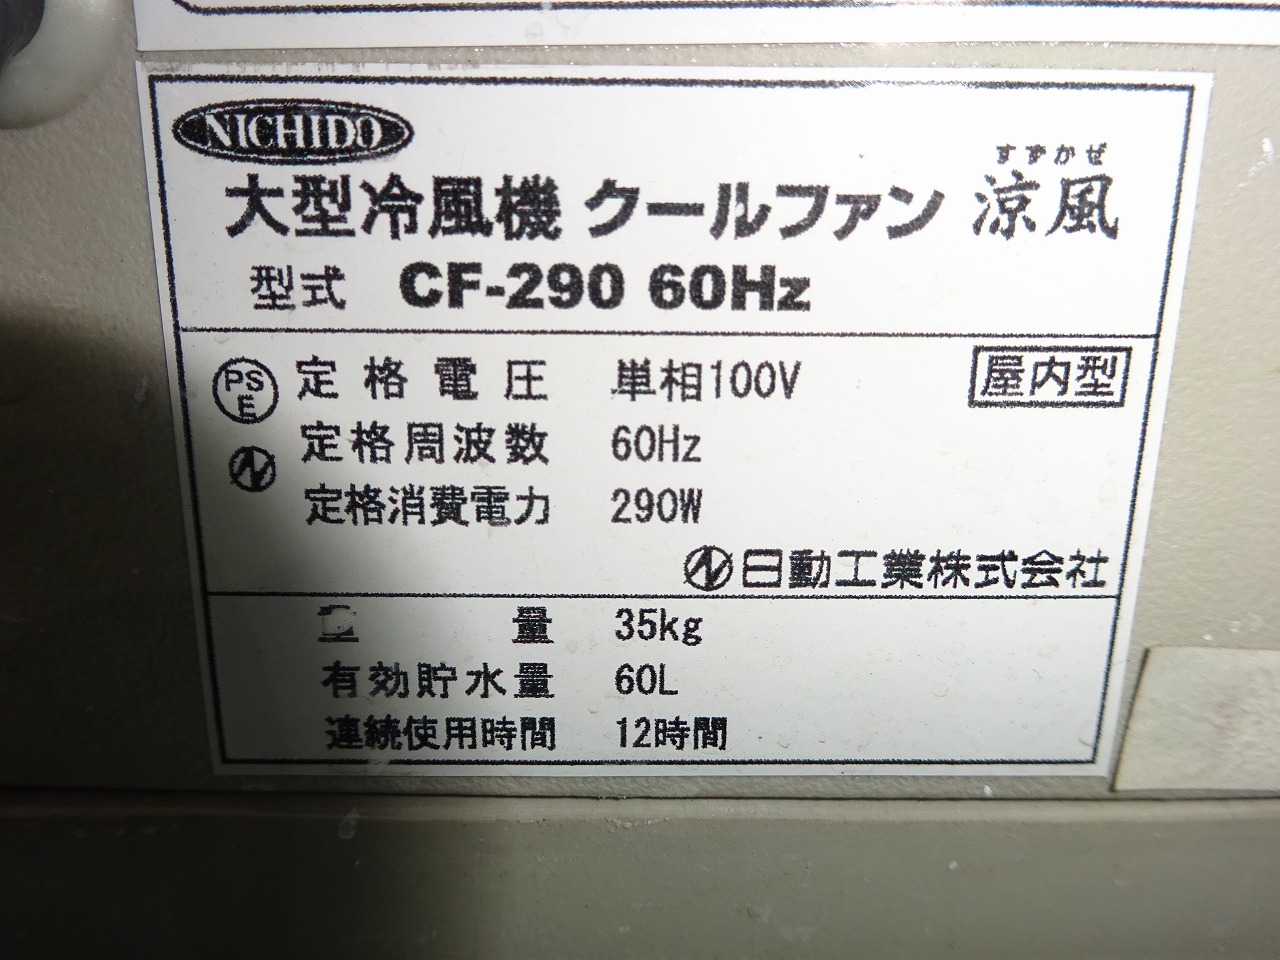 NICHIDO
すずかぜ
大型冷風機 クールファン 涼風
型式 CF-290 60Hz
PS E 定格電圧 単相100V 屋内型
定格周波数 60Hz
定格消費電力 290W
日動工業株式会社
量 35kg
有効貯水量 60L
連続使用時間 12時間